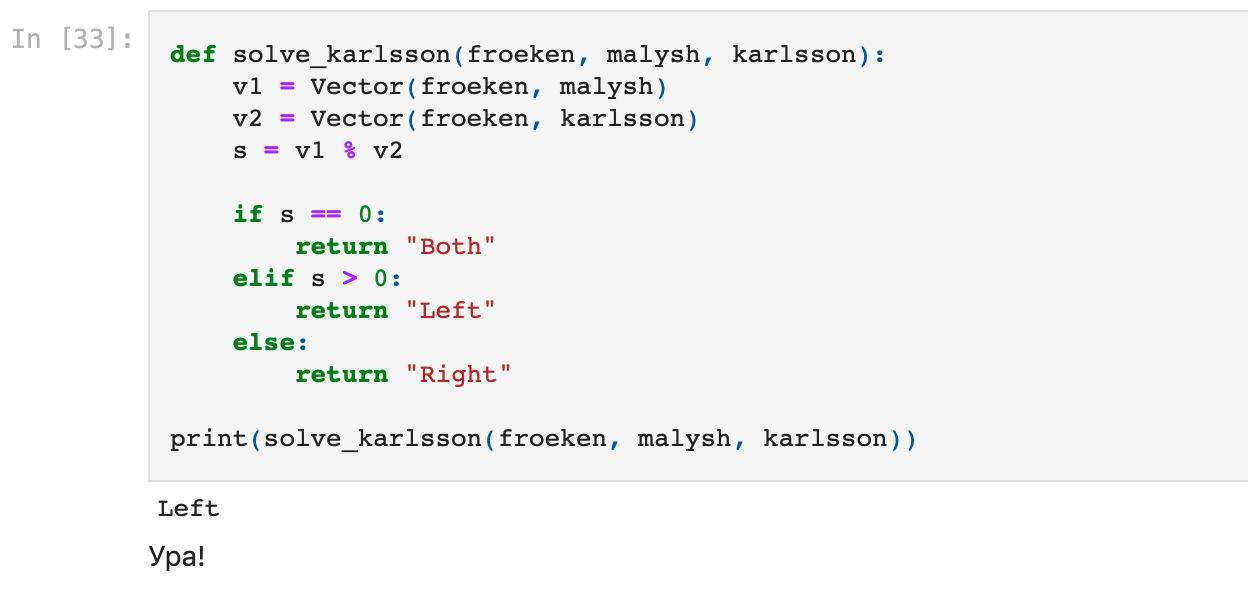 In [33]:
def solve_karlsson(froeken, malysh, karlsson):
    v1 = Vector(froeken, malysh)
    v2 = Vector(froeken, karlsson)
    s = v1 % v2

    if s == 0:
        return "Both"
    elif s > 0:
        return "Left"
    else:
        return "Right"

print(solve_karlsson(froeken, malysh, karlsson))
Left
Ура!